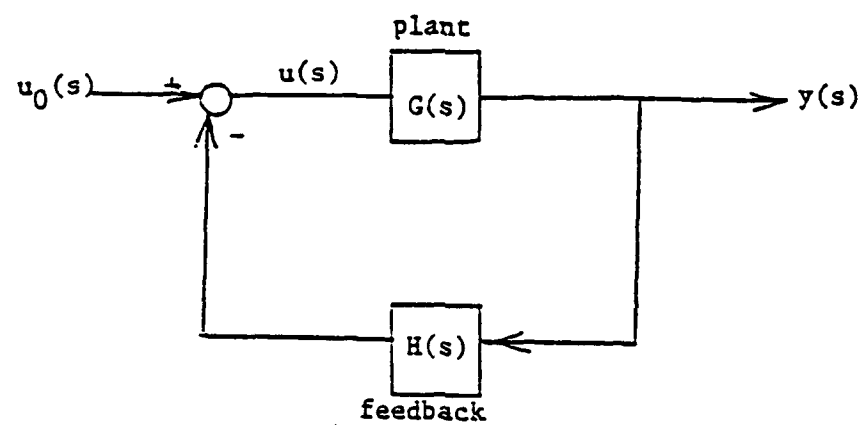 plant
u₀(s)
+
u(s)
G(s)
y(s)
-
H(s)
feedback